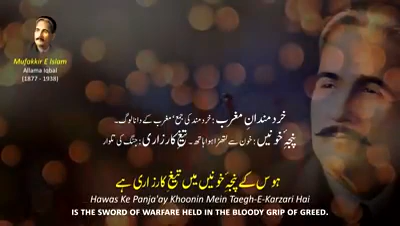 Mufakkir E Islam
Allama Iqbal
(1877 - 1938)
خرد مندانِ مغرب : خرد مند کی جمع 'مغرب کے دانا لوگ۔
پنجۂ خونیں : خون سے لتھڑا ہوا ہاتھ۔ تیغِ کارزاری : جنگ کی تلوار
ہوس کے پنجۂ خونیں میں تیغِ کارزاری ہے
Hawas Ke Panja'ay Khoonin Mein Taegh-E-Karzari Hai
IS THE SWORD OF WARFARE HELD IN THE BLOODY GRIP OF GREED.